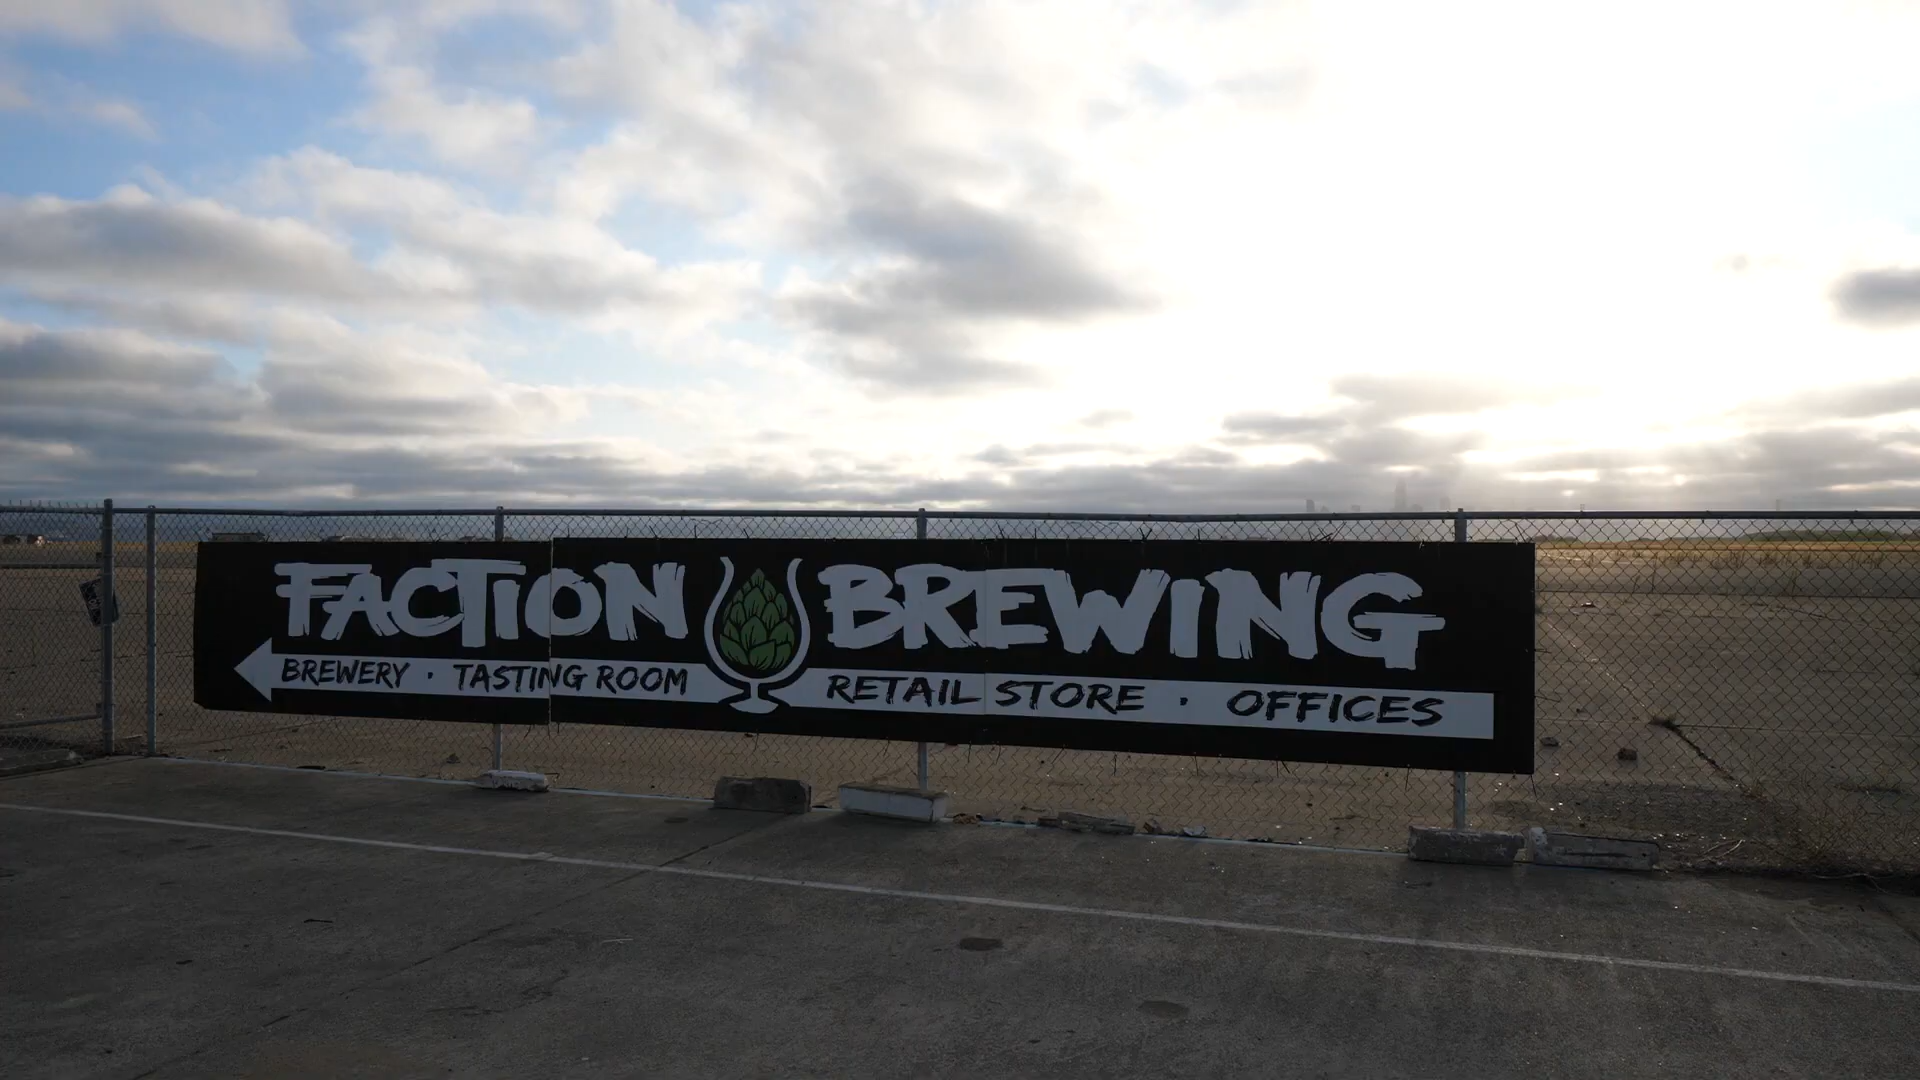 FACTION BREWING
BREWERY · TASTING ROOM RETAIL STORE · OFFICES